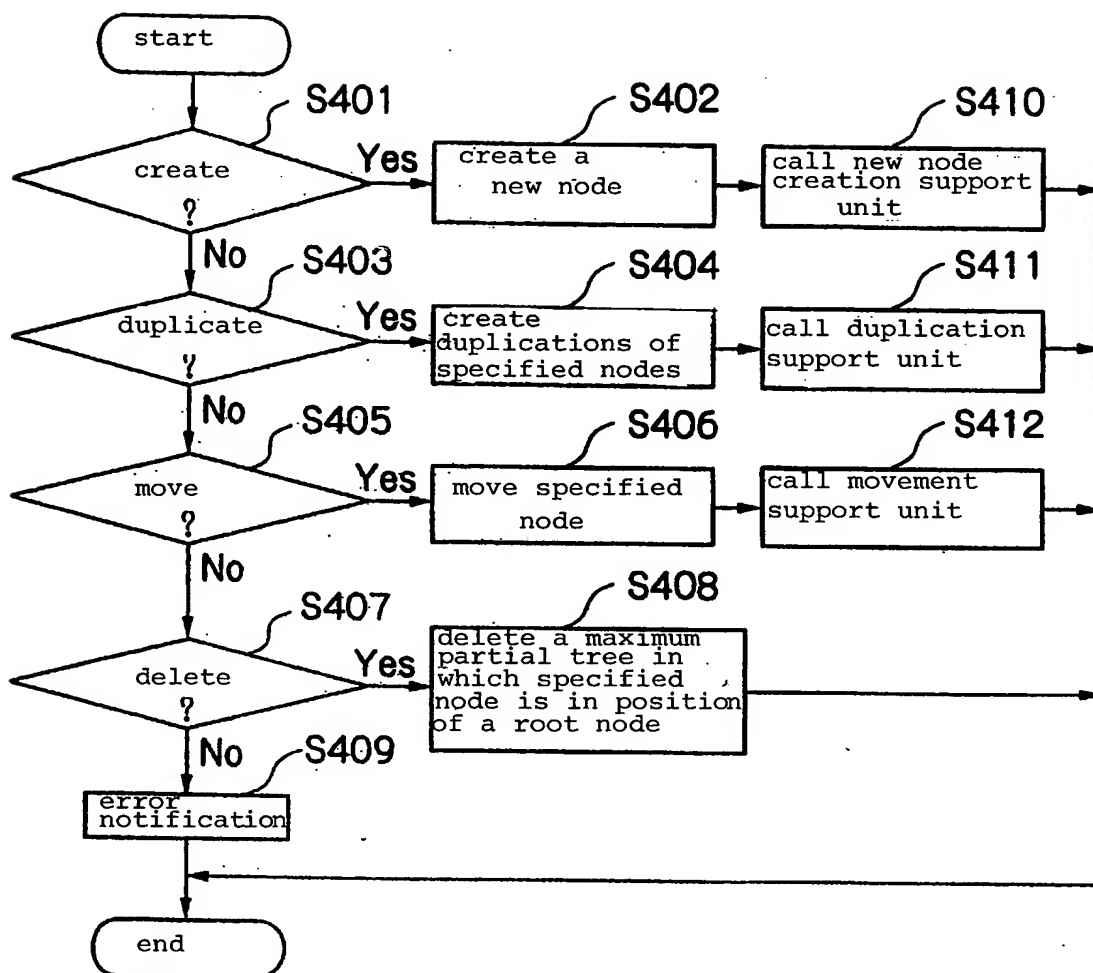 start
S401
S402
S410
create
?
Yes
create a
new node
call new node
creation support
unit
No
S403
S404
S411
duplicate
?
Yes
create
duplications of
specified nodes
call duplication
support unit
No
S405
S406
S412
move
?
Yes
move specified
node
call movement
support unit
No
S407
S408
delete
?
Yes
delete a maximum
partial tree in
which specified
node is in position
of a root node
No
S409
error
notification
end